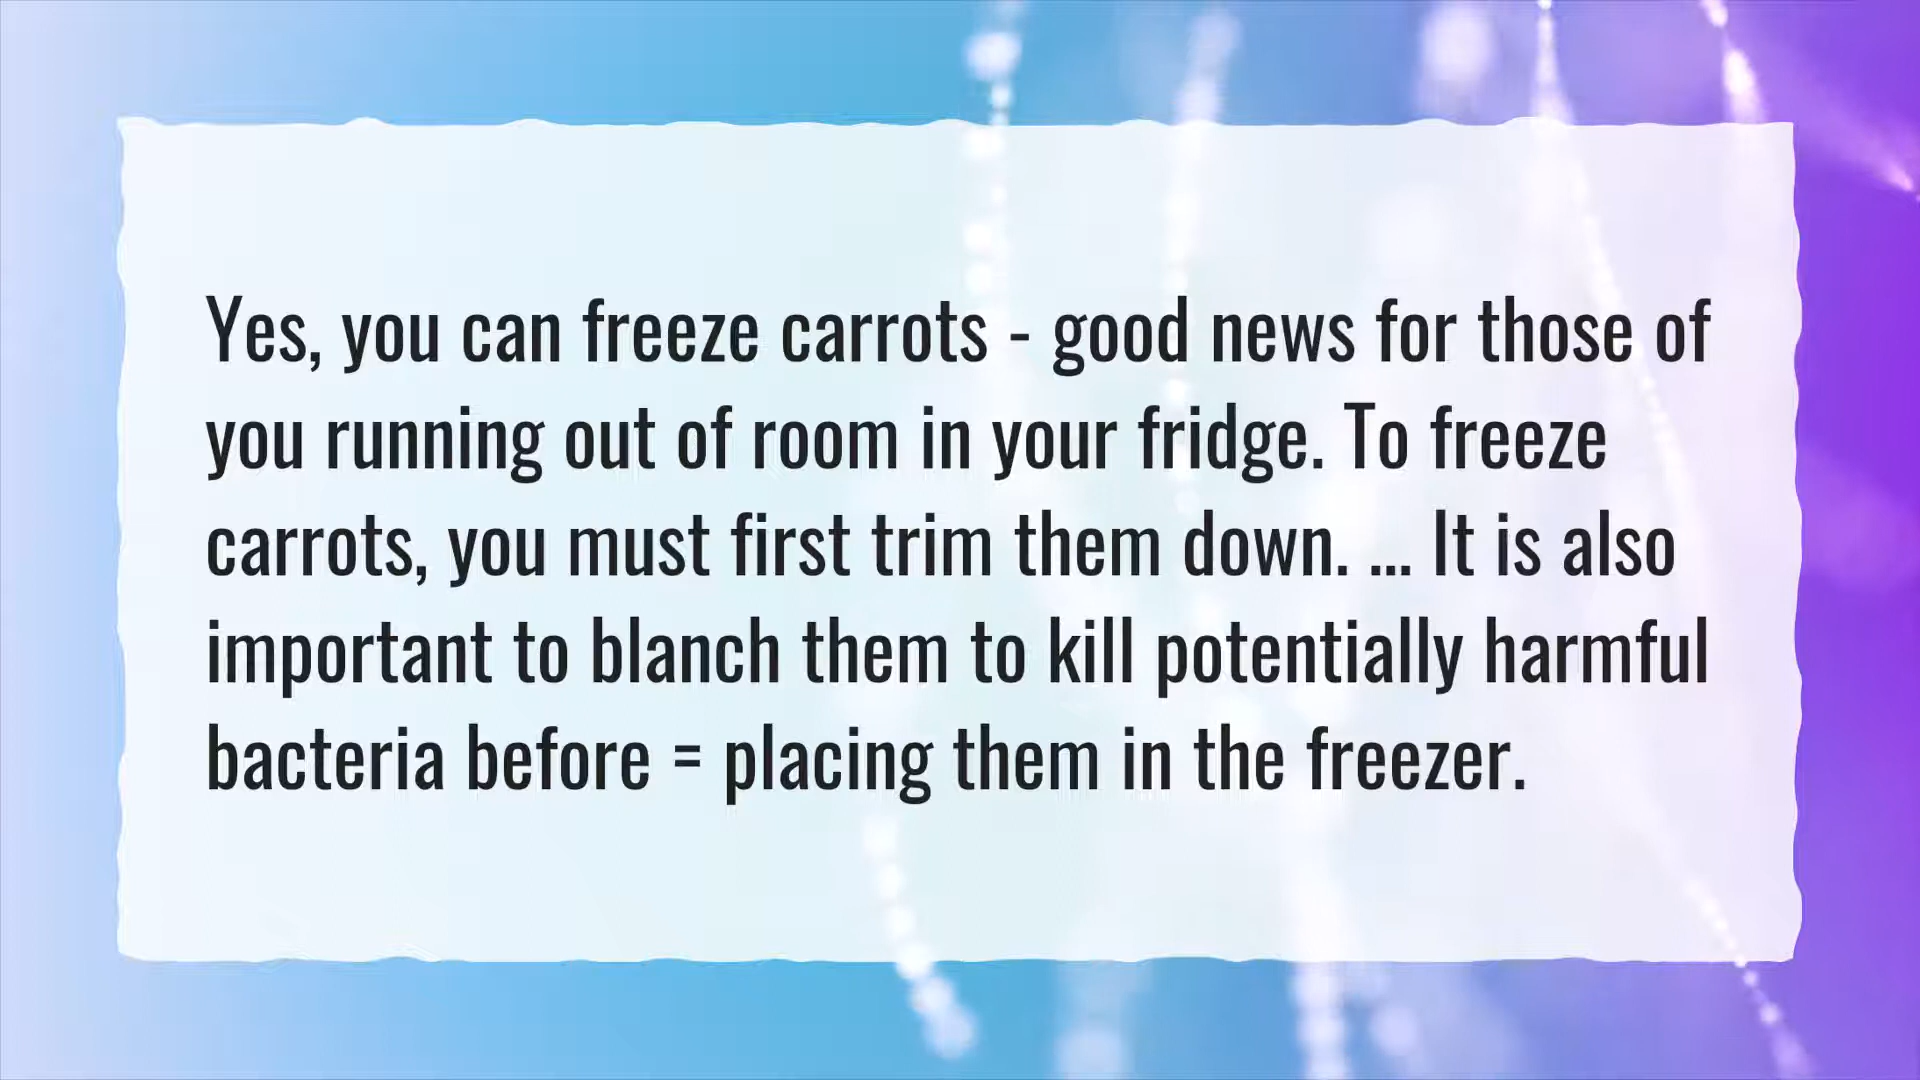 Yes, you can freeze carrots - good news for those of
you running out of room in your fridge. To freeze
carrots, you must first trim them down. ... It is also
important to blanch them to kill potentially harmful
bacteria before = placing them in the freezer.